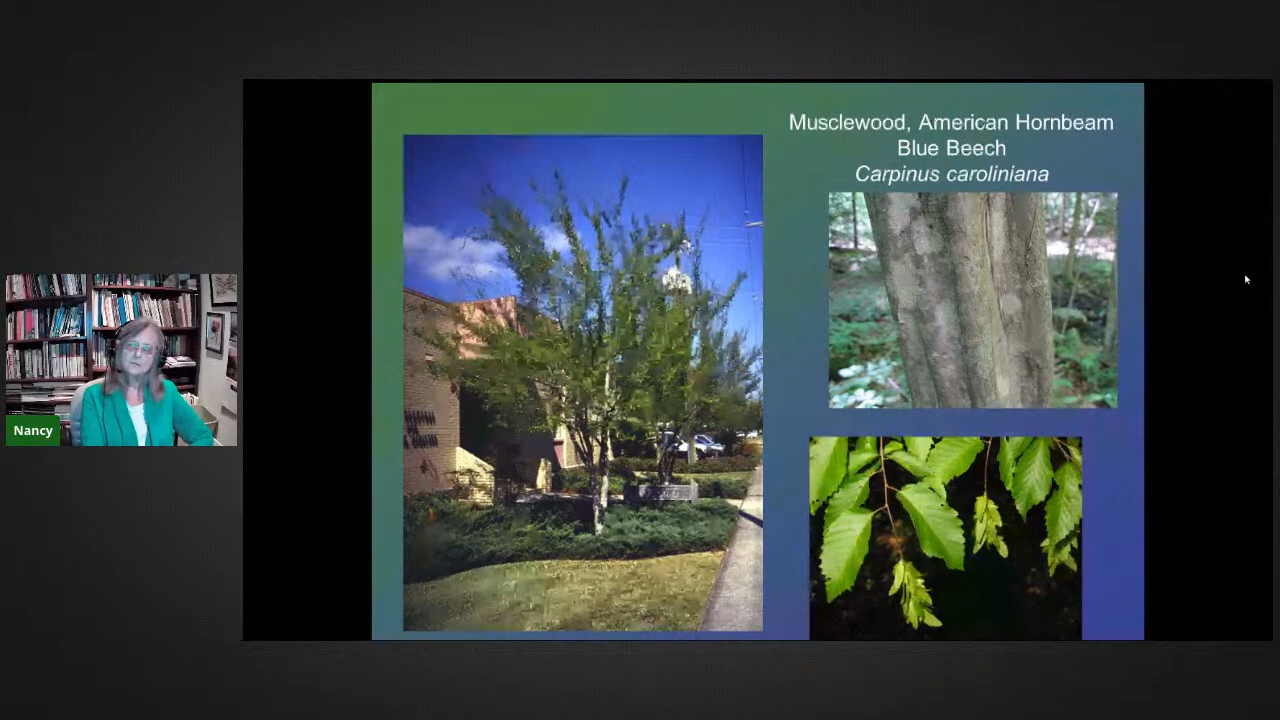 Musclewood, American Hornbeam
Blue Beech
Carpinus caroliniana
Nancy